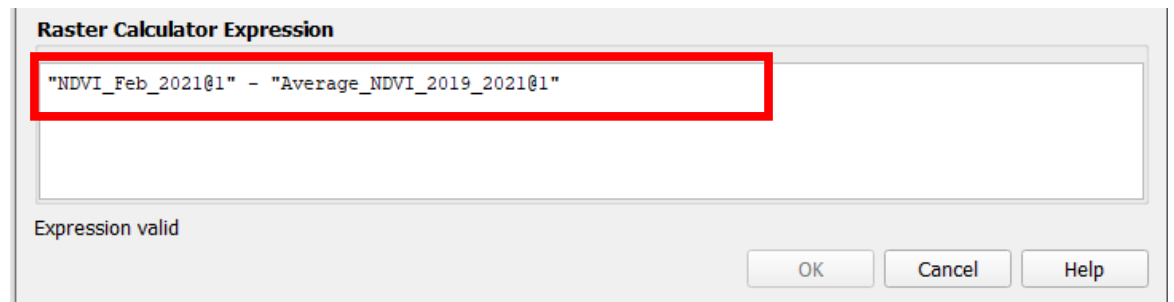 Raster Calculator Expression
"NDVI_Feb_2021@1" - "Average_NDVI_2019_2021@1"
Expression valid
OK Cancel Help